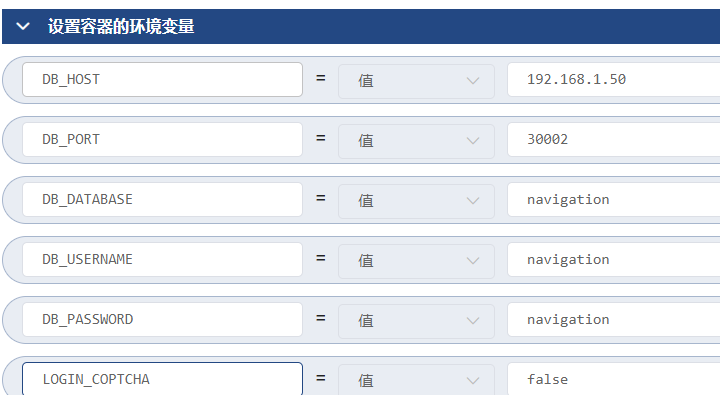 设置容器的环境变量
DB_HOST = 值 192.168.1.50
DB_PORT = 值 30002
DB_DATABASE = 值 navigation
DB_USERNAME = 值 navigation
DB_PASSWORD = 值 navigation
LOGIN_COPTCHA = 值 false